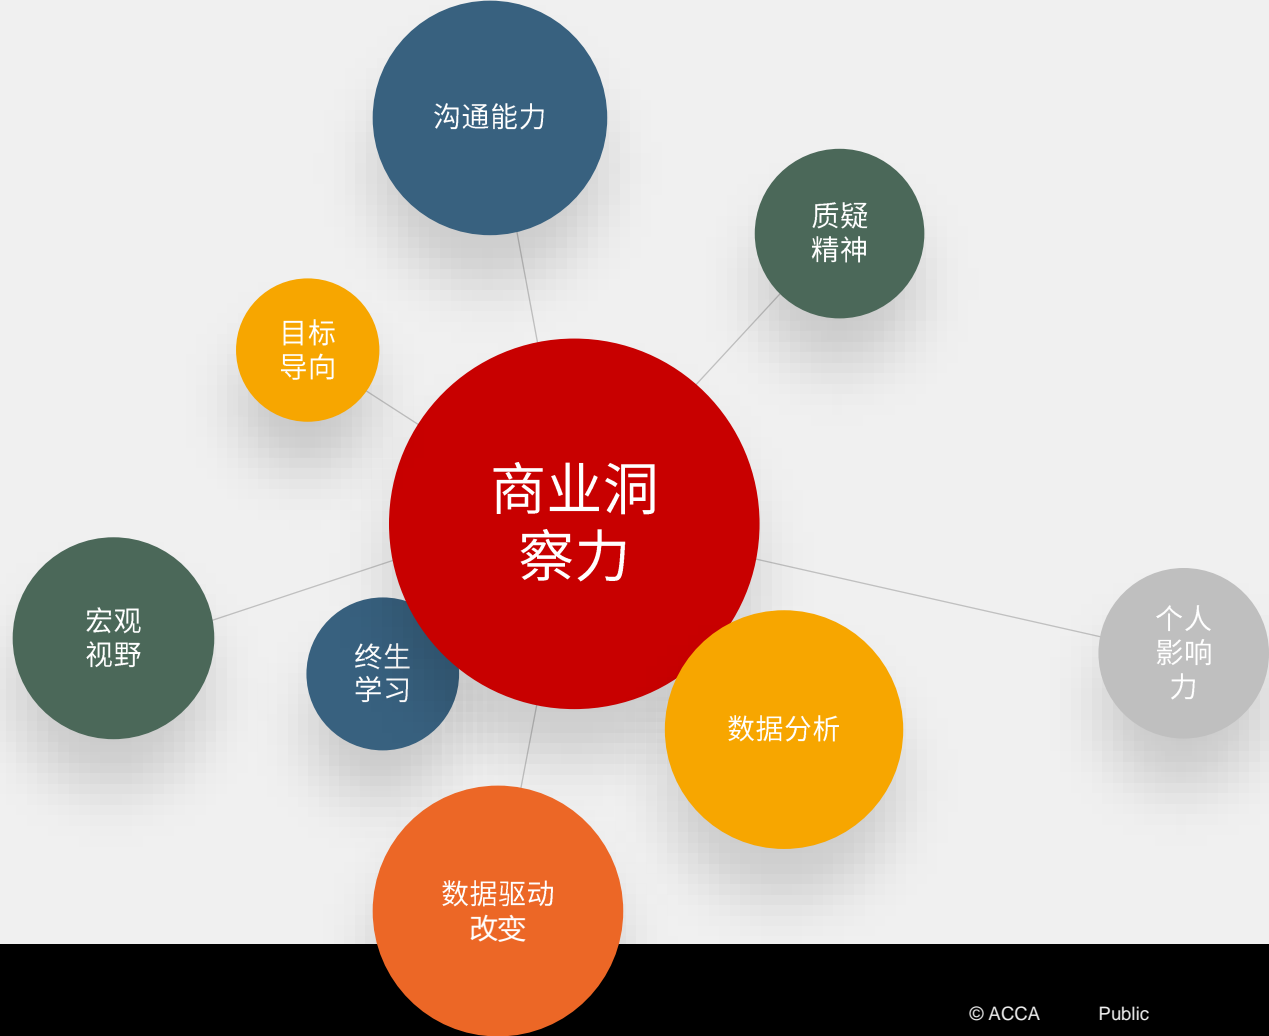 沟通能力
质疑
精神
目标
导向
商业洞
察力
宏观
视野
终生
学习
个人
影响
力
数据分析
数据驱动
改变
© ACCA
Public